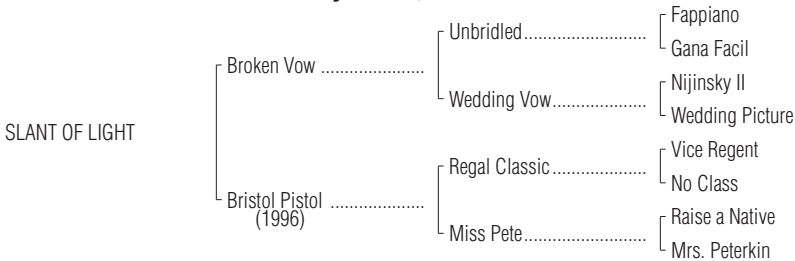 Fappiano
Unbridled
Gana Facil
Broken Vow
Nijinsky II
Wedding Vow
Wedding Picture
SLANT OF LIGHT
Vice Regent
Regal Classic
No Class
Bristol Pistol
(1996)
Raise a Native
Miss Pete
Mrs. Peterkin